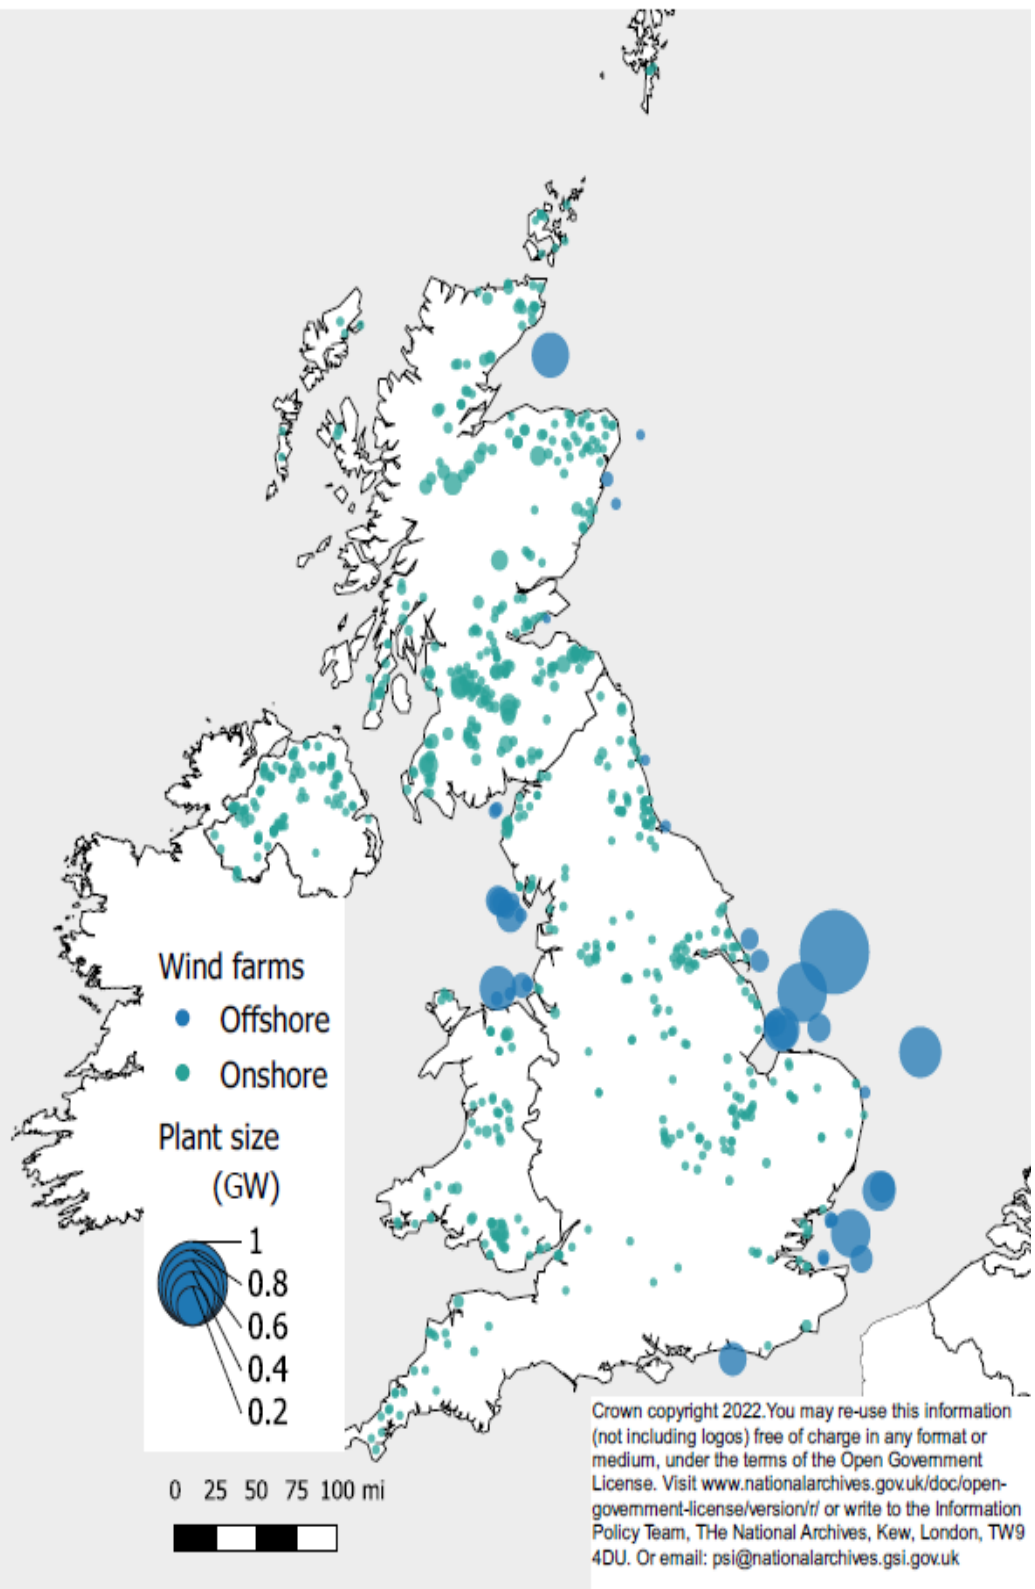 Wind farms
Offshore
Onshore
Plant size
(GW)
1
0.8
0.6
0.4
0.2
0 25 50 75 100 mi
Crown copyright 2022.You may re-use this information
(not including logos) free of charge in any format or
medium, under the terms of the Open Government
License. Visit www.nationalarchives.gov.uk/doc/open-
government-license/version/r/ or write to the Information
Policy Team, THe National Archives, Kew, London, TW9
4DU. Or email: psi@nationalarchives.gsi.gov.uk